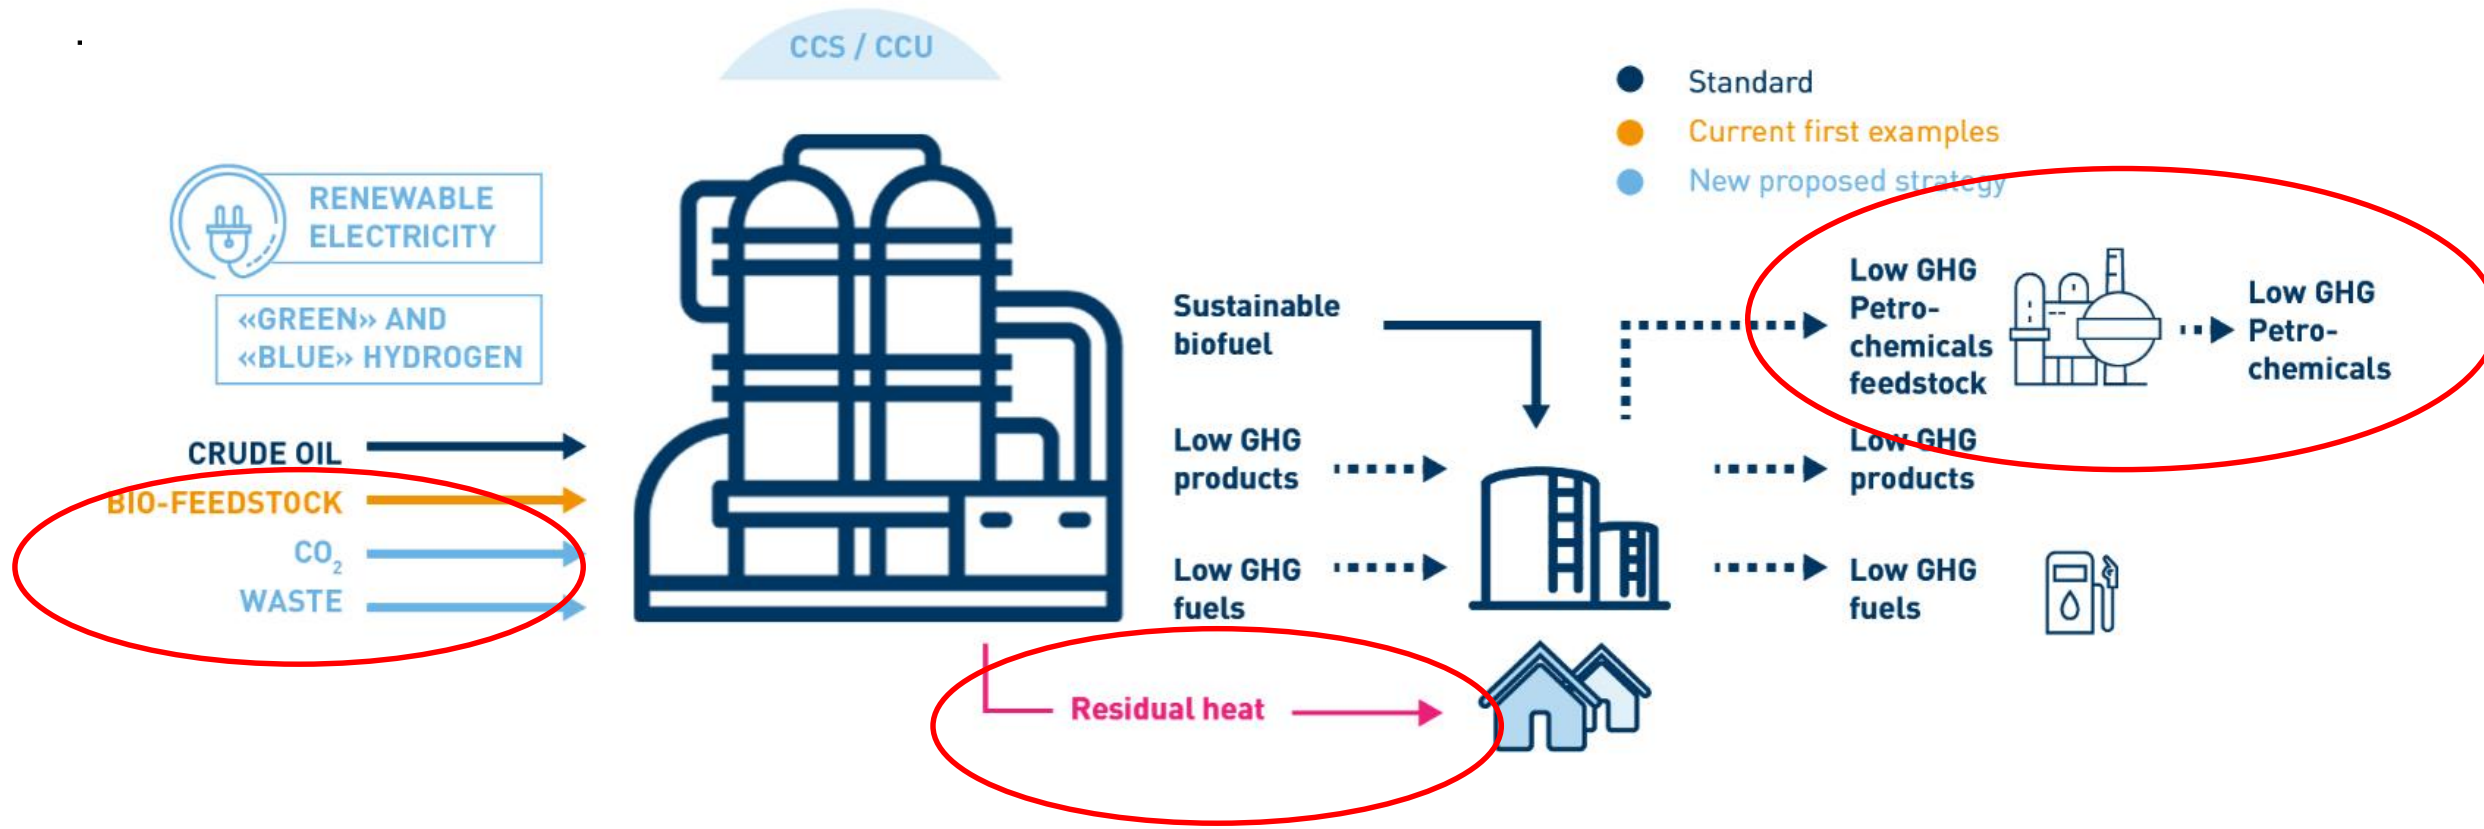 .
CCS / CCU
Standard
Current first examples
New proposed strategy
RENEWABLE
ELECTRICITY
«GREEN» AND
«BLUE» HYDROGEN
CRUDE OIL
BIO-FEEDSTOCK
CO₂
WASTE
Sustainable
biofuel
Low GHG
products
Low GHG
fuels
Residual heat
Low GHG
Petro-
chemicals
feedstock
Low GHG
Petro-
chemicals
Low GHG
products
Low GHG
fuels